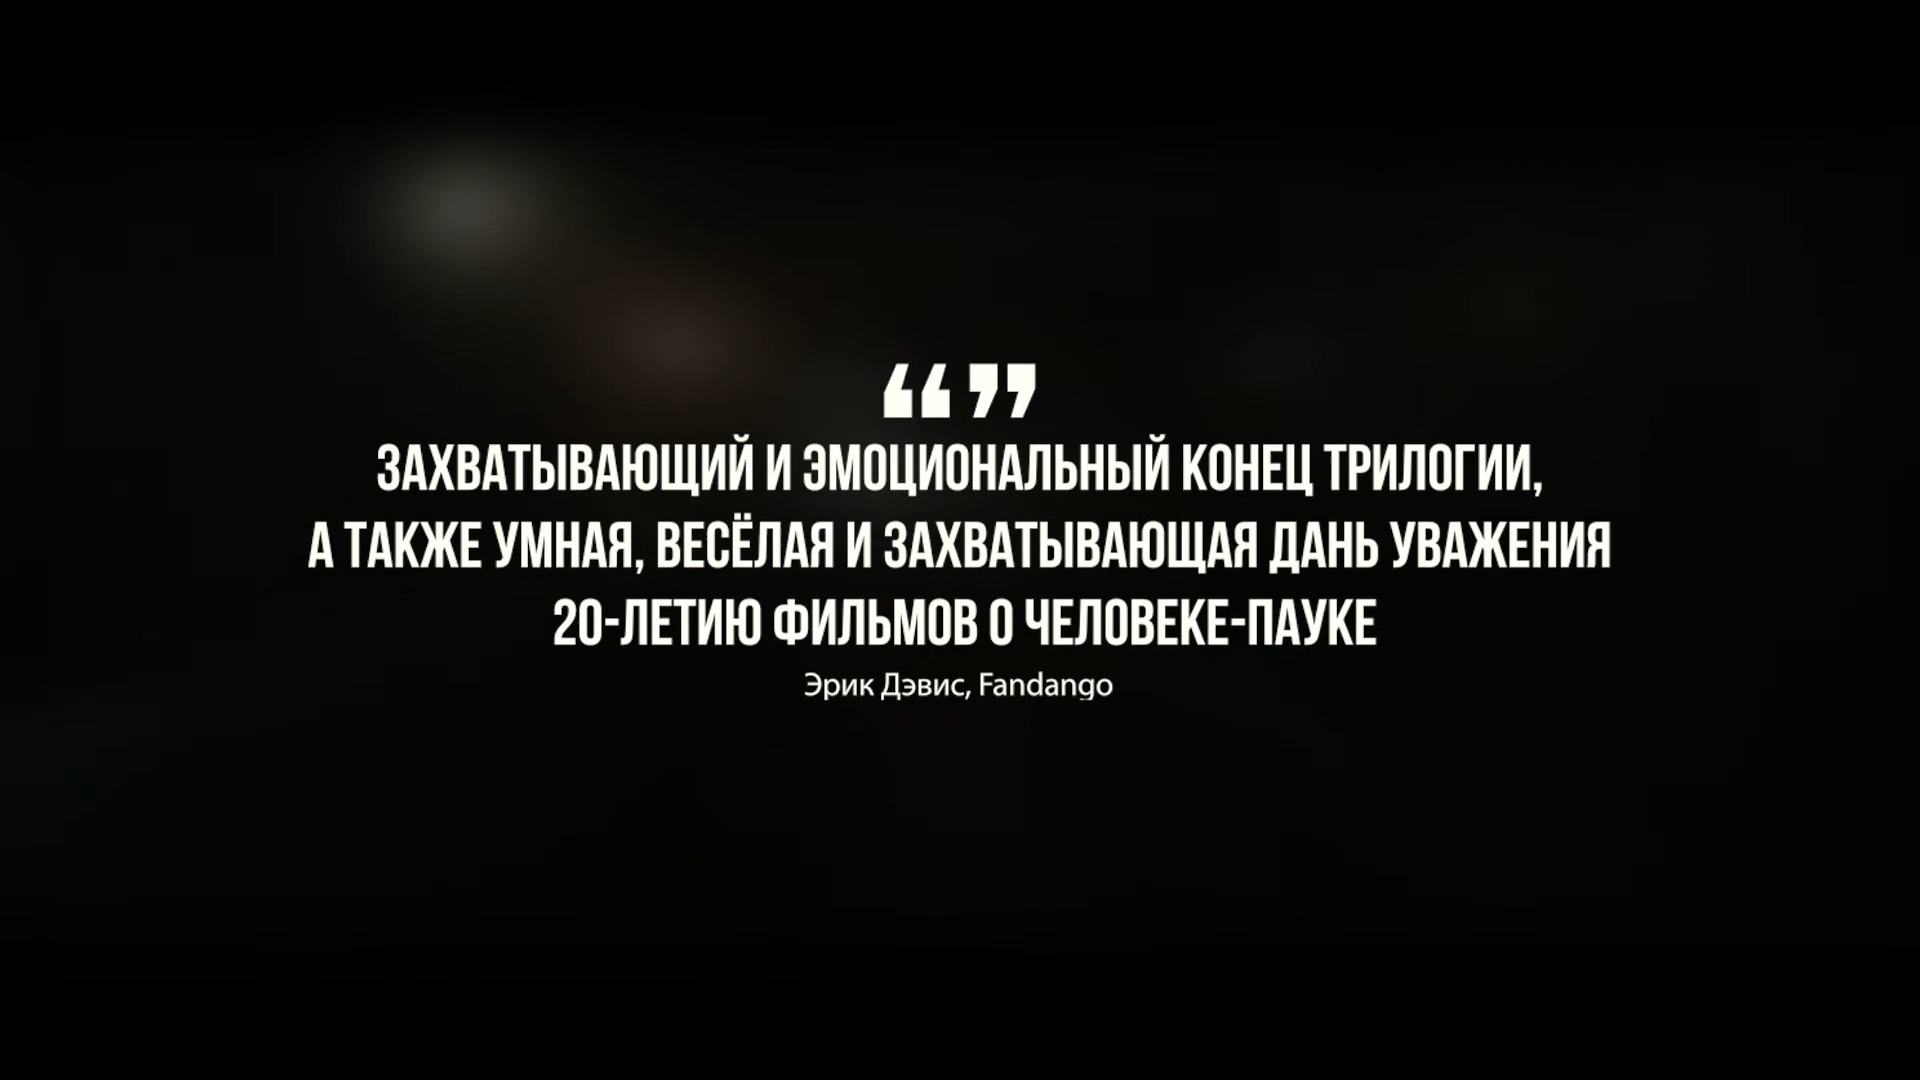 “ ”
ЗАХВАТЫВАЮЩИЙ И ЭМОЦИОНАЛЬНЫЙ КОНЕЦ ТРИЛОГИИ,
А ТАКЖЕ УМНАЯ, ВЕСЁЛАЯ И ЗАХВАТЫВАЮЩАЯ ДАНЬ УВАЖЕНИЯ
20-ЛЕТИЮ ФИЛЬМОВ О ЧЕЛОВЕКЕ-ПАУКЕ
Эрик Дэвис, Fandango